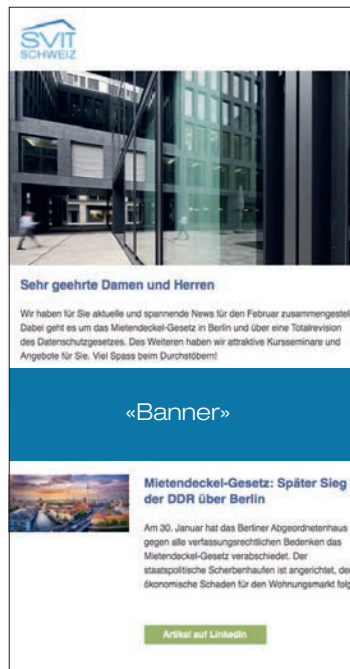 SVIT
SCHWEIZ
Sehr geehrte Damen und Herren
Wir haben für Sie aktuelle und spannende News für den Februar zusammengestel
Dabei geht es um das Mietendeckel-Gesetz in Berlin und über eine Totalrevision
des Datenschutzgesetzes. Des Weiteren haben wir attraktive Kursseminare und
Angebote für Sie. Viel Spass beim Durchstöbern!
«Banner»
Mietendeckel-Gesetz: Später Sieg
der DDR über Berlin
Am 30. Januar hat das Berliner Abgeordnetenhaus
gegen alle verfassungsrechtlichen Bedenken das
Mietendeckel-Gesetz verabschiedet. Der
staatspolitische Scherbenhaufen ist angerichtet, de
ökonomische Schaden für den Wohnungsmarkt folg
Artikel auf LinkedIn